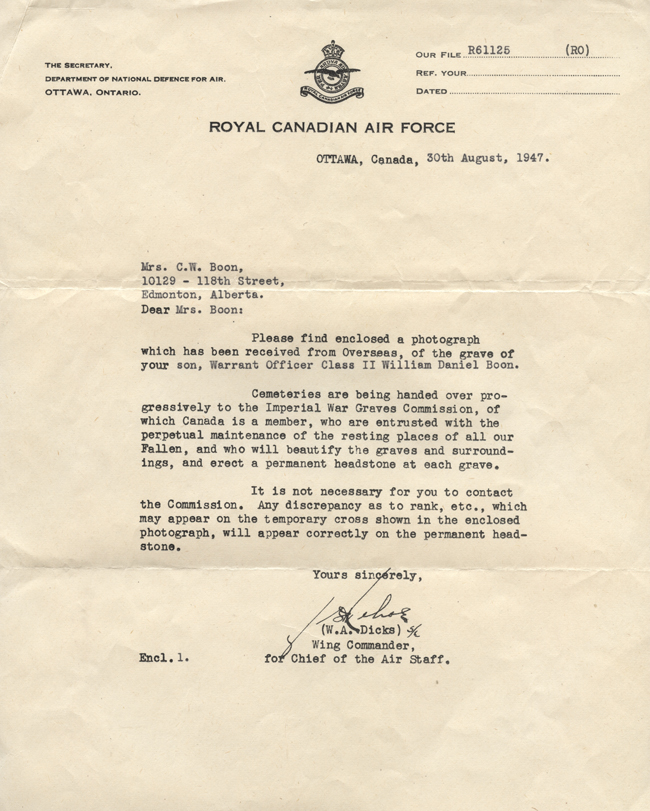 THE SECRETARY,
DEPARTMENT OF NATIONAL DEFENCE FOR AIR.
OTTAWA, ONTARIO.
OUR FILE R61125 (RO)
REF. YOUR
DATED
ROYAL CANADIAN AIR FORCE
OTTAWA, Canada, 30th August, 1947.
Mrs. C.W. Boon,
10129 - 118th Street,
Edmonton, Alberta.
Dear Mrs. Boon:
Please find enclosed a photograph
which has been received from Overseas, of the grave of
your son, Warrant Officer Class II William Daniel Boon.
Cemeteries are being handed over pro-
gressively to the Imperial War Graves Commission, of
which Canada is a member, who are entrusted with the
perpetual maintenance of the resting places of all our
Fallen, and who will beautify the graves and surround-
ings, and erect a permanent headstone at each grave.
It is not necessary for you to contact
the Commission. Any discrepancy as to rank, etc., which
may appear on the temporary cross shown in the enclosed
photograph, will appear correctly on the permanent head-
stone.
Yours sincerely,
(W.A. Dicks)
Wing Commander,
Encl. 1. for Chief of the Air Staff.